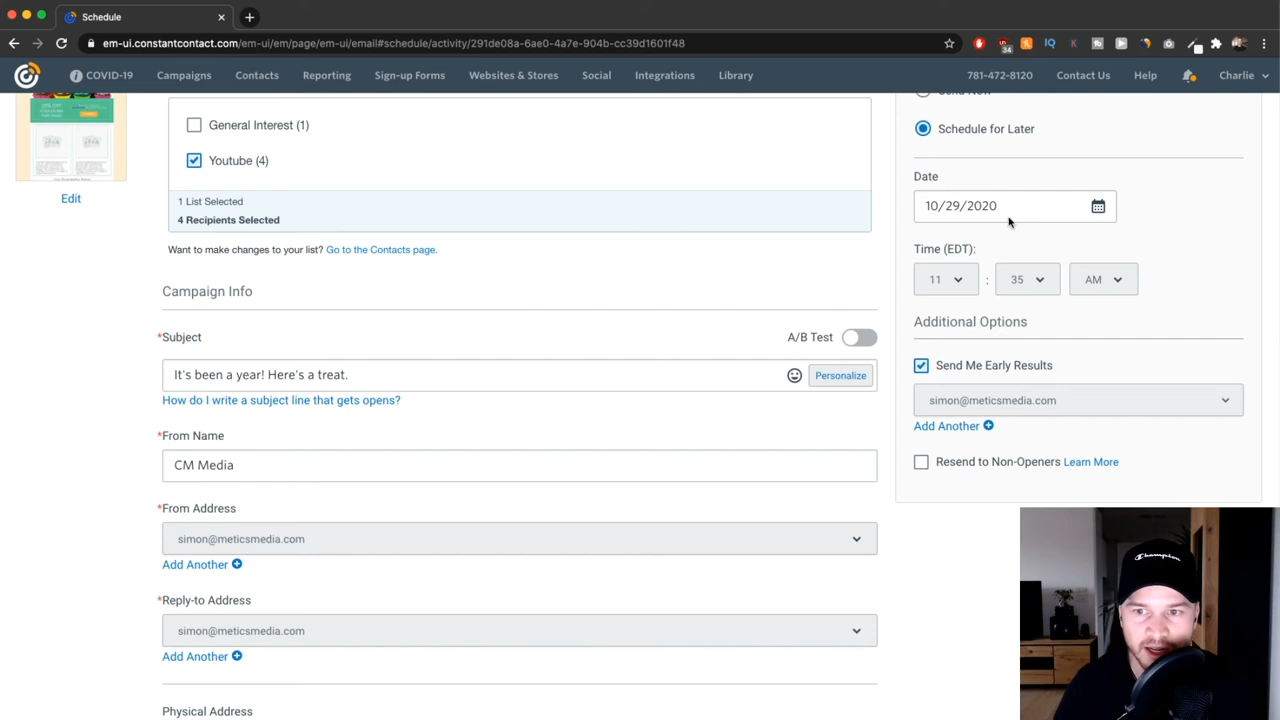 Schedule
em-ui.constantcontact.com/em-ui/em/page/em-ui/email#schedule/activity/291de08a-6ae0-4a7e-904b-cc39d1601f48
COVID-19
Campaigns
Contacts
Reporting
Sign-up Forms
Websites & Stores
Social
Integrations
Library
781-472-8120
Contact Us
Help
Charlie
Edit
General Interest (1)
Youtube (4)
1 List Selected
4 Recipients Selected
Want to make changes to your list? Go to the Contacts page.
Campaign Info
*Subject
A/B Test
It's been a year! Here's a treat.
Personalize
How do I write a subject line that gets opens?
*From Name
CM Media
*From Address
simon@meticsmedia.com
Add Another
*Reply-to Address
simon@meticsmedia.com
Add Another
Physical Address
Schedule for Later
Date
10/29/2020
Time (EDT):
11 : 35 AM
Additional Options
Send Me Early Results
simon@meticsmedia.com
Add Another
Resend to Non-Openers Learn More
Champion